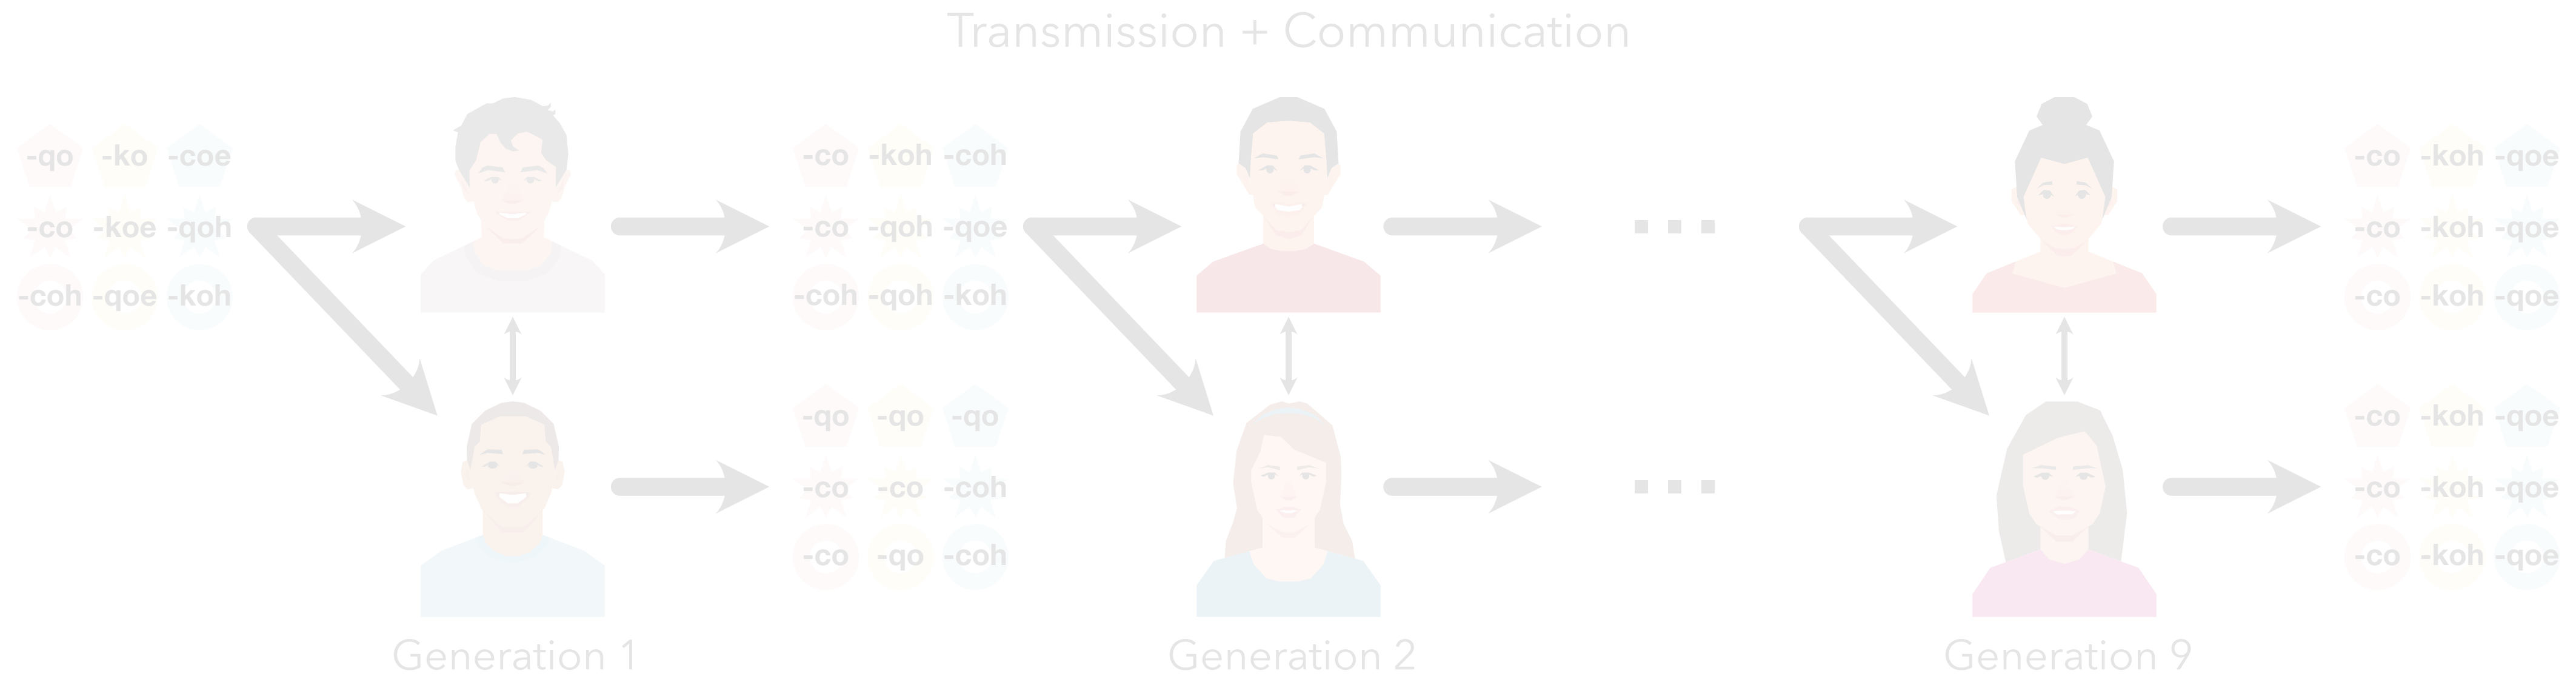 Transmission + Communication
-qo -ko -coe
-co -koe -qoh
-coh -qoe -koh
-co -koh -coh
-co -qoh -qoe
-coh -qoh -koh
-co -koh -qoe
-co -koh -qoe
-co -koh -qoe
-qo -qo -qo
-co -co -coh
-co -qo -coh
-co -koh -qoe
-co -koh -qoe
-co -koh -qoe
Generation 1
Generation 2
Generation 9